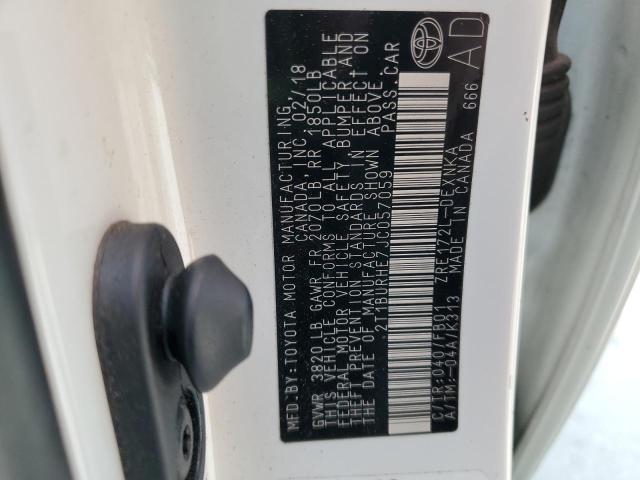 MFD. BY: TOYOTA MOTOR MANUFACTURING,
CANADA, INC. 02/18
GVWR 3820LB GAWR FR 2070LB, RR 1850LB
THIS VEHICLE CONFORMS TO ALL APPLICABLE
FEDERAL MOTOR VEHICLE SAFETY, BUMPER AND
THEFT PREVENTION STANDARDS IN EFFECT ON
THE DATE OF MANUFACTURE SHOWN ABOVE.
2T1BURHE7JC057059 PASS.CAR
C/TR:040/FB01 ZRE172L-DEXNKA
A/TM:-04A/K313 MADE IN CANADA 666
AD